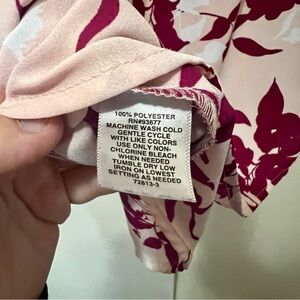 100% POLYESTER
RN#93677
MACHINE WASH COLD
GENTLE CYCLE
WITH LIKE COLORS
USE ONLY NON-
CHLORINE BLEACH
WHEN NEEDED
TUMBLE DRY LOW
IRON ON LOWEST
SETTING AS NEEDED
72813-3